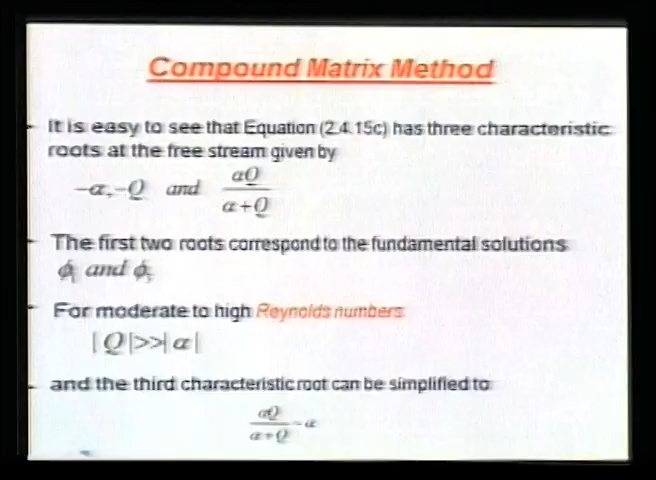 Compound Matrix Method
It is easy to see that Equation (2.4.15c) has three characteristic
roots at the free stream given by
-α,-Q and αQ/α+Q
The first two roots correspond to the fundamental solutions
ϕ₁ and ϕ₃
For moderate to high Reynolds numbers
|Q|>>|α|
and the third characteristic root can be simplified to
αQ/α+Q ~ α